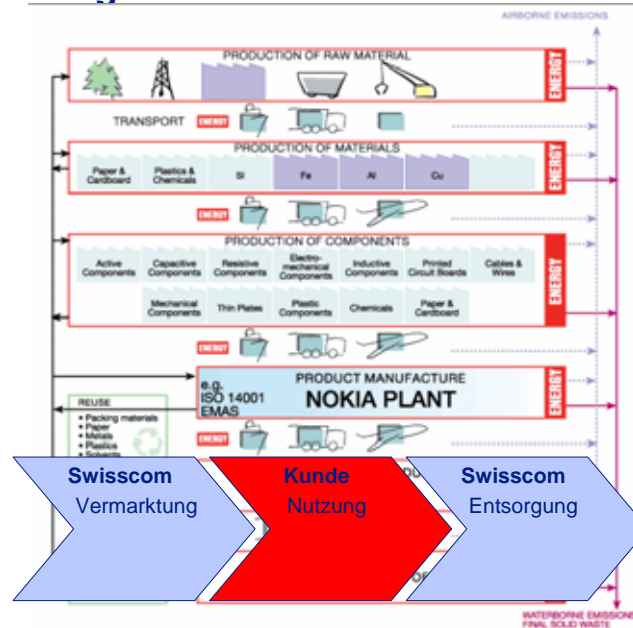 AIRBORNE EMISSIONS
PRODUCTION OF RAW MATERIAL
ENERGY
TRANSPORT
ENERGY
PRODUCTION OF MATERIALS
Paper &
Cardboard
Plastics &
Chemicals
Si
Fe
Al
Cu
ENERGY
ENERGY
PRODUCTION OF COMPONENTS
Active
Components
Capacitive
Components
Resistive
Components
Electro-
mechanical
Components
Inductive
Components
Printed
Circuit Boards
Cables &
Wires
Mechanical
Components
Thin Plates
Plastic
Components
Chemicals
Paper &
Cardboard
ENERGY
ENERGY
e.g.
ISO 14001
EMAS
PRODUCT MANUFACTURE
NOKIA PLANT
ENERGY
REUSE
• Packing materials
• Paper
• Metals
• Plastics
• Solvents
ENERGY
Swisscom
Vermarktung
Kunde
Nutzung
Swisscom
Entsorgung
WATERBORNE EMISSIONS
FINAL SOLID WASTE